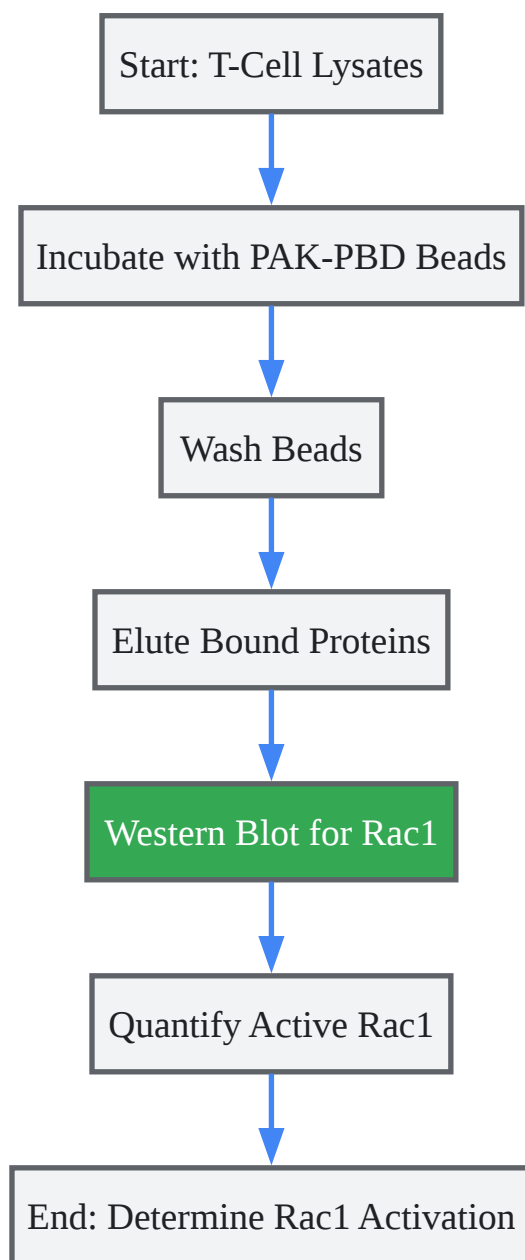 Start: T-Cell Lysates
Incubate with PAK-PBD Beads
Wash Beads
Elute Bound Proteins
Western Blot for Rac1
Quantify Active Rac1
End: Determine Rac1 Activation